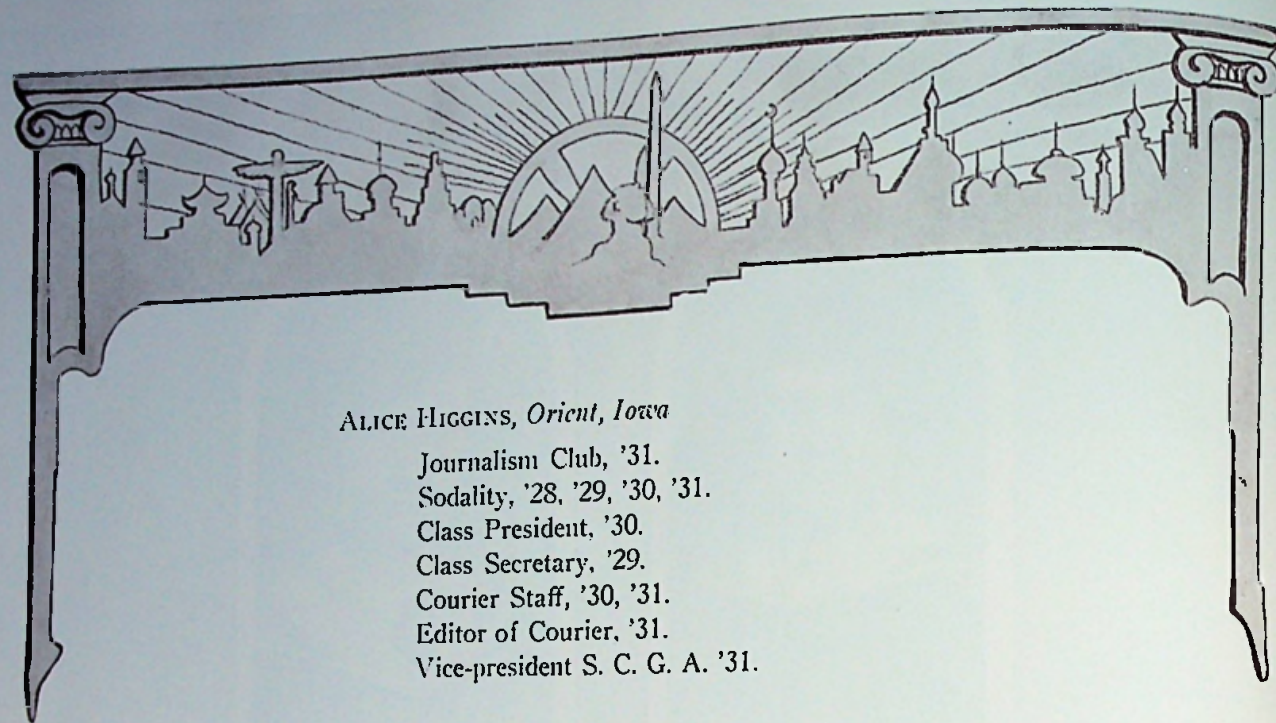 ALICE HIGGINS, Orient, Iowa
Journalism Club, '31.
Sodality, '28, '29, '30, '31.
Class President, '30.
Class Secretary, '29.
Courier Staff, '30, '31.
Editor of Courier, '31.
Vice-president S. C. G. A. '31.